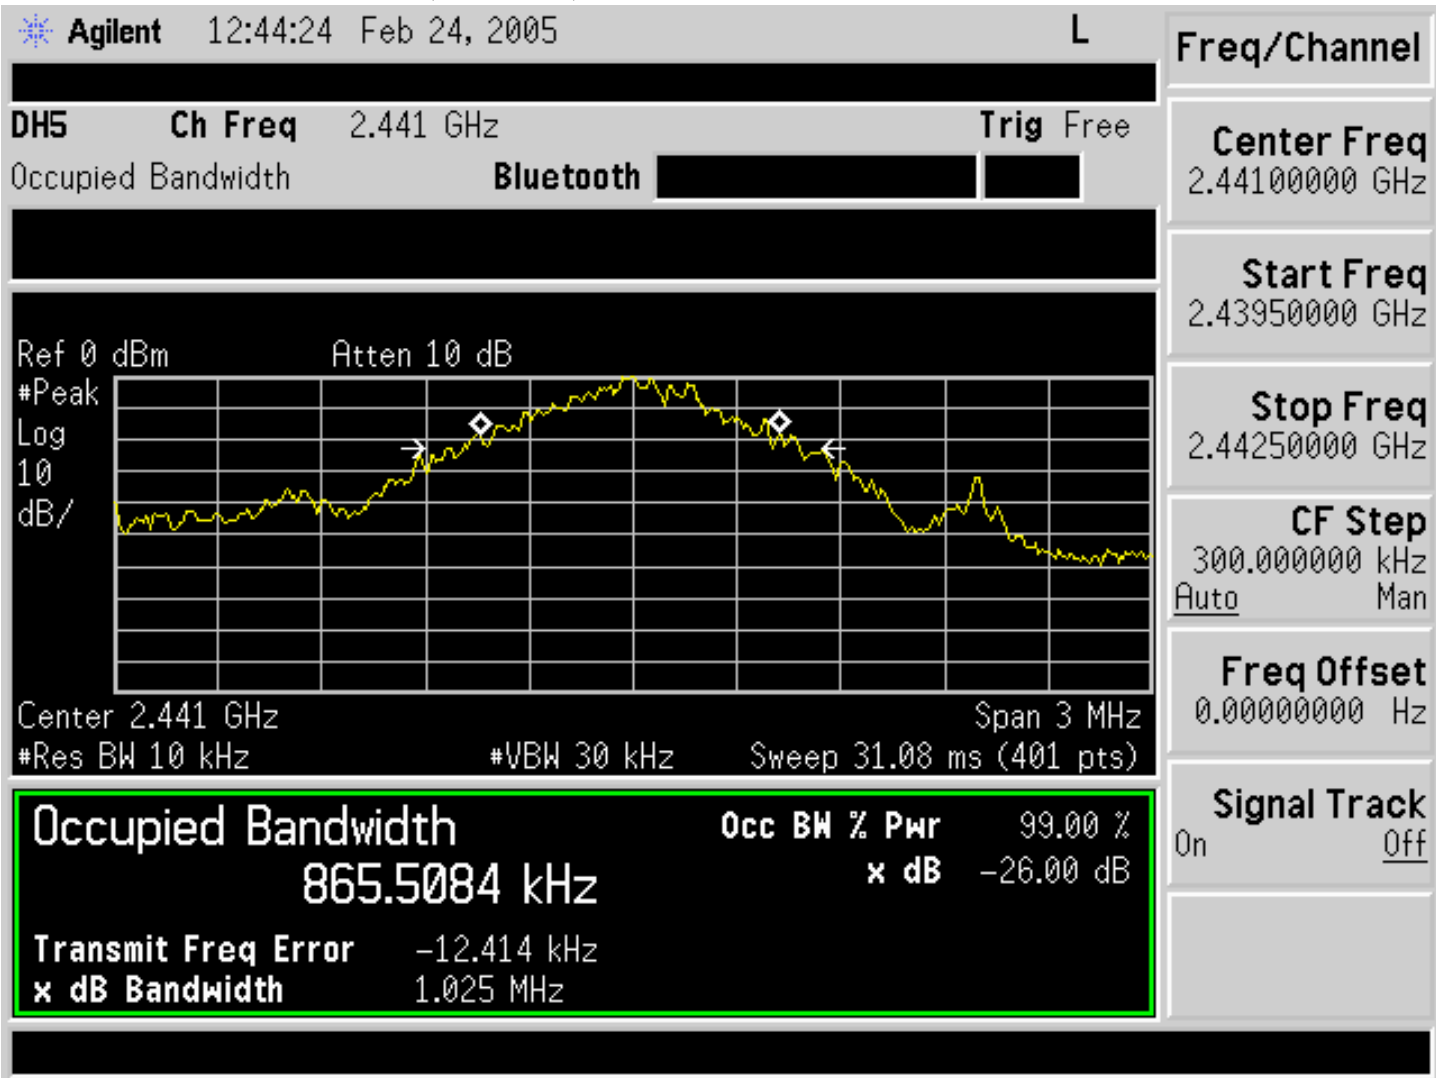 Agilent 12:44:24 Feb 24, 2005 L
DH5 Ch Freq 2.441 GHz Trig Free
Occupied Bandwidth Bluetooth
Ref 0 dBm Atten 10 dB
#Peak
Log
10
dB/
Center 2.441 GHz Span 3 MHz
#Res BW 10 kHz #VBW 30 kHz Sweep 31.08 ms (401 pts)
Occupied Bandwidth
865.5084 kHz
Occ BW % Pwr 99.00 %
x dB -26.00 dB
Transmit Freq Error -12.414 kHz
x dB Bandwidth 1.025 MHz
Freq/Channel
Center Freq
2.44100000 GHz
Start Freq
2.43950000 GHz
Stop Freq
2.44250000 GHz
CF Step
300.000000 kHz
Auto Man
Freq Offset
0.00000000 Hz
Signal Track
On Off